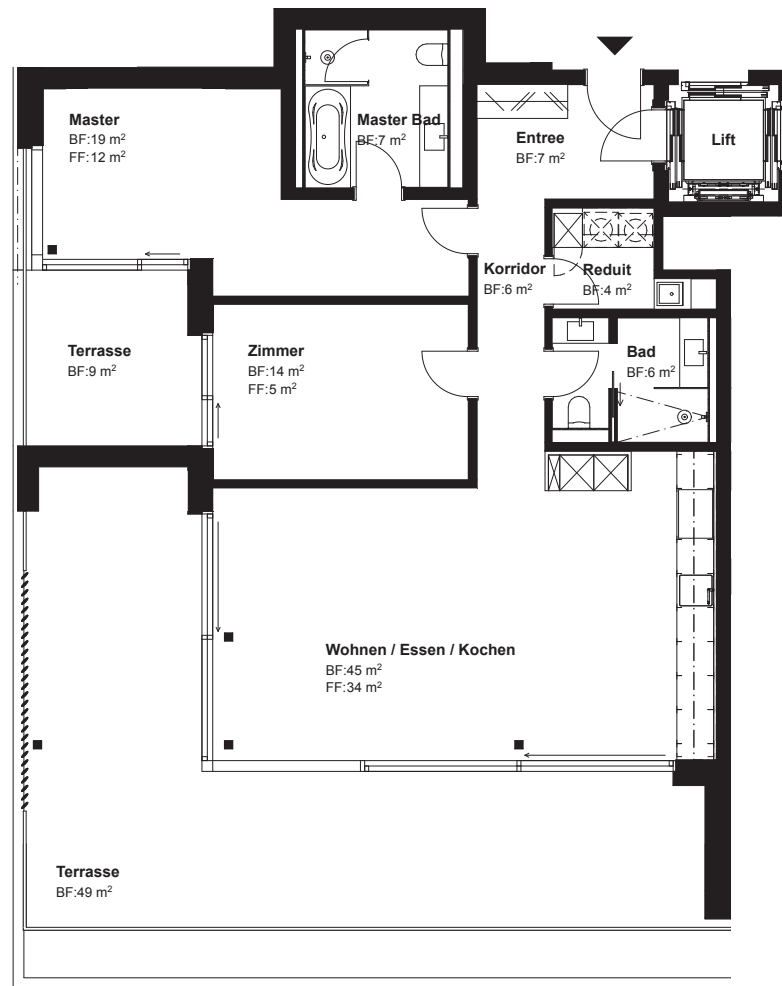 Master
BF:19 m²
FF:12 m²
Master Bad
BF:7 m²
Entree
BF:7 m²
Lift
Korridor
BF:6 m²
Reduit
BF:4 m²
Terrasse
BF:9 m²
Zimmer
BF:14 m²
FF:5 m²
Bad
BF:6 m²
Wohnen / Essen / Kochen
BF:45 m²
FF:34 m²
Terrasse
BF:49 m²